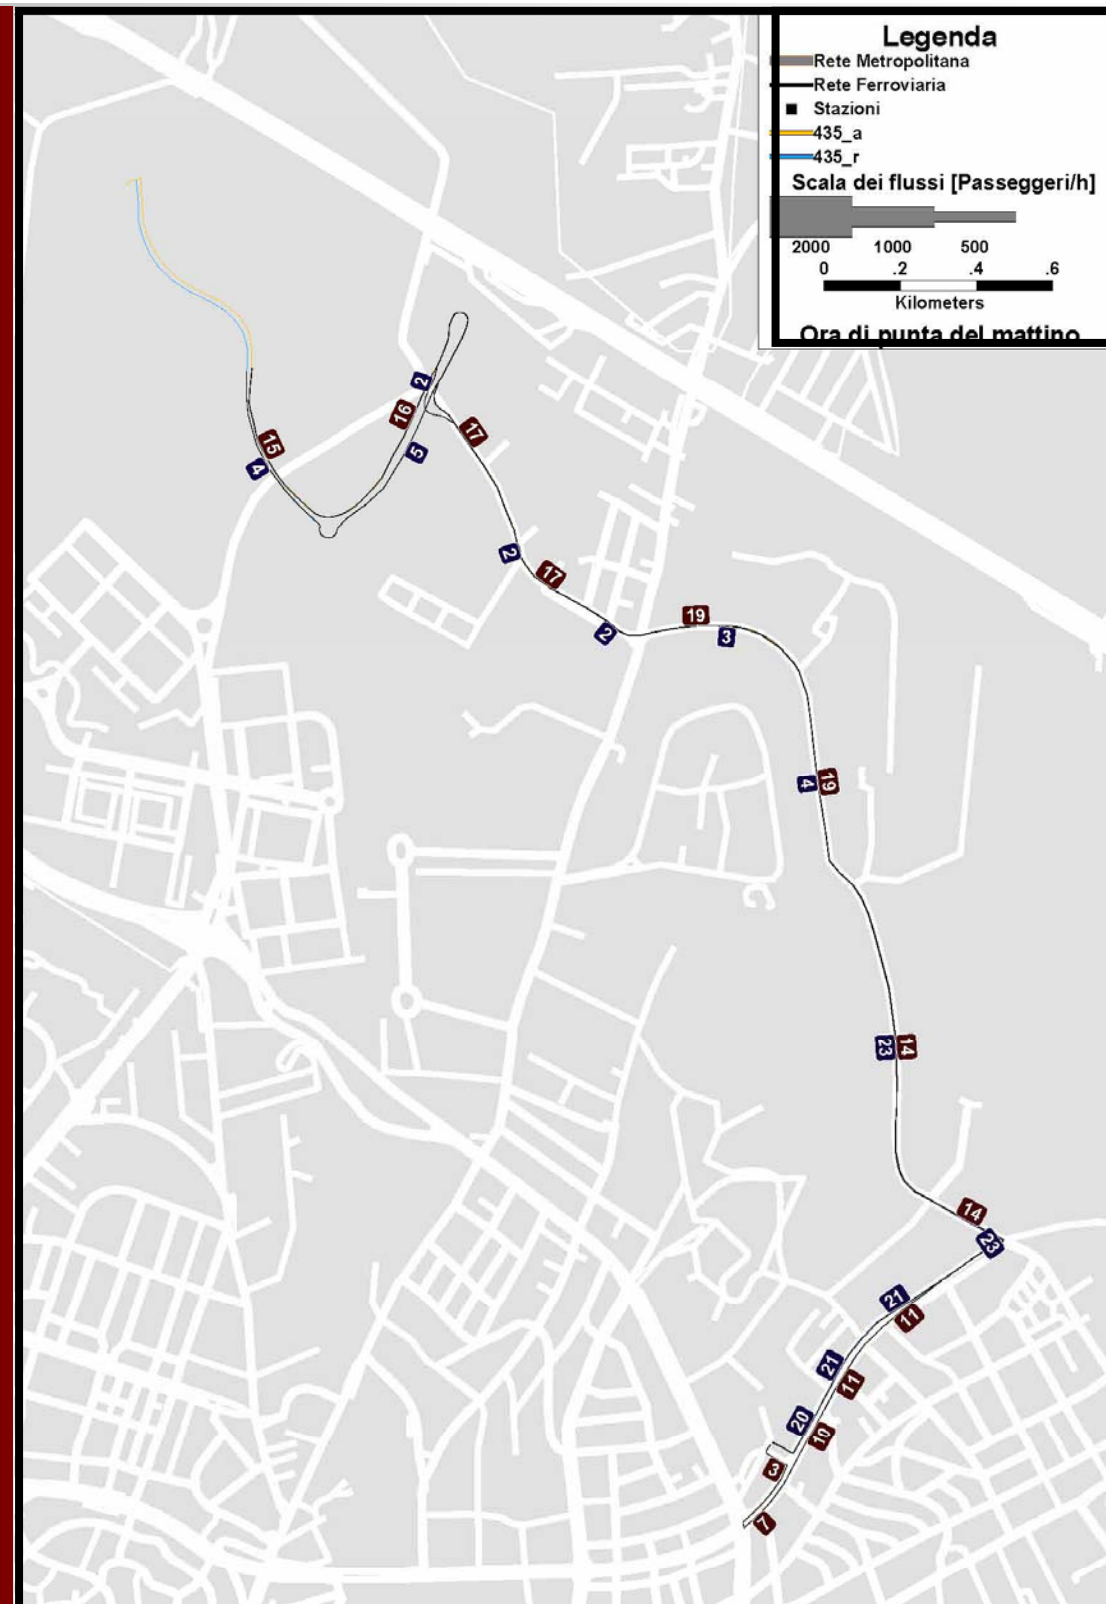 Legenda
Rete Metropolitana
Rete Ferroviaria
Stazioni
435_a
435_r
Scala dei flussi [Passeggeri/h]
2000 1000 500
0 .2 .4 .6
Kilometers
Ora di punta del mattino
2
16
17
15
5
4
2
17
2
19
3
4
19
23
14
14
23
21
11
21
11
20
10
3
7